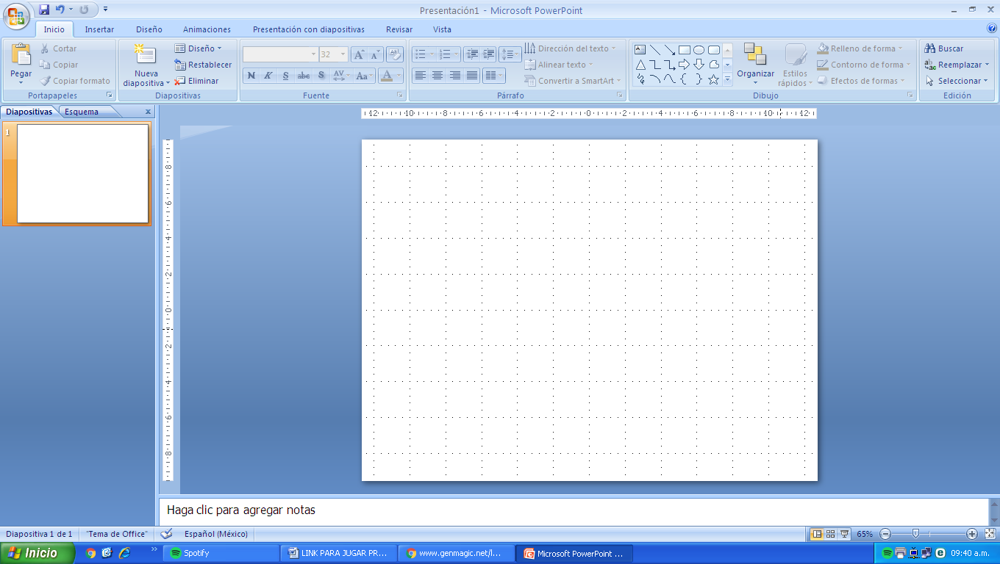 Presentación1 - Microsoft PowerPoint
Inicio Insertar Diseño Animaciones Presentación con diapositivas Revisar Vista
Pegar
Cortar
Copiar
Copiar formato
Portapapeles
Nueva diapositiva
Diseño
Restablecer
Eliminar
Diapositivas
32
N K S abc S AV Aa A
Fuente
Dirección del texto
Alinear texto
Convertir a SmartArt
Párrafo
Organizar
Estilos rápidos
Relleno de forma
Contorno de forma
Efectos de formas
Dibujo
Buscar
Reemplazar
Seleccionar
Edición
Diapositivas Esquema x
1
12 10 8 6 4 2 0 2 4 6 8 10 12
8
6
4
2
0
2
4
6
8
Haga clic para agregar notas
Diapositiva 1 de 1 "Tema de Office" Español (México) 65%
Inicio Spotify LINK PARA JUGAR PR... www.genmagic.net/l... Microsoft PowerPoint ... 09:40 a.m.